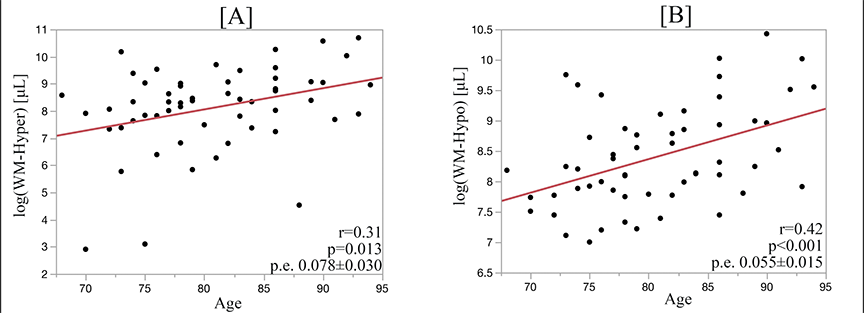 [A]
log(WM-Hyper) [µL]
11
10
9
8
7
6
5
4
3
2
r=0.31
p=0.013
p.e. 0.078±0.030
70 75 80 85 90 95
Age
[B]
log(WM-Hypo) [µL]
10.5
10
9.5
9
8.5
8
7.5
7
6.5
r=0.42
p<0.001
p.e. 0.055±0.015
70 75 80 85 90 95
Age